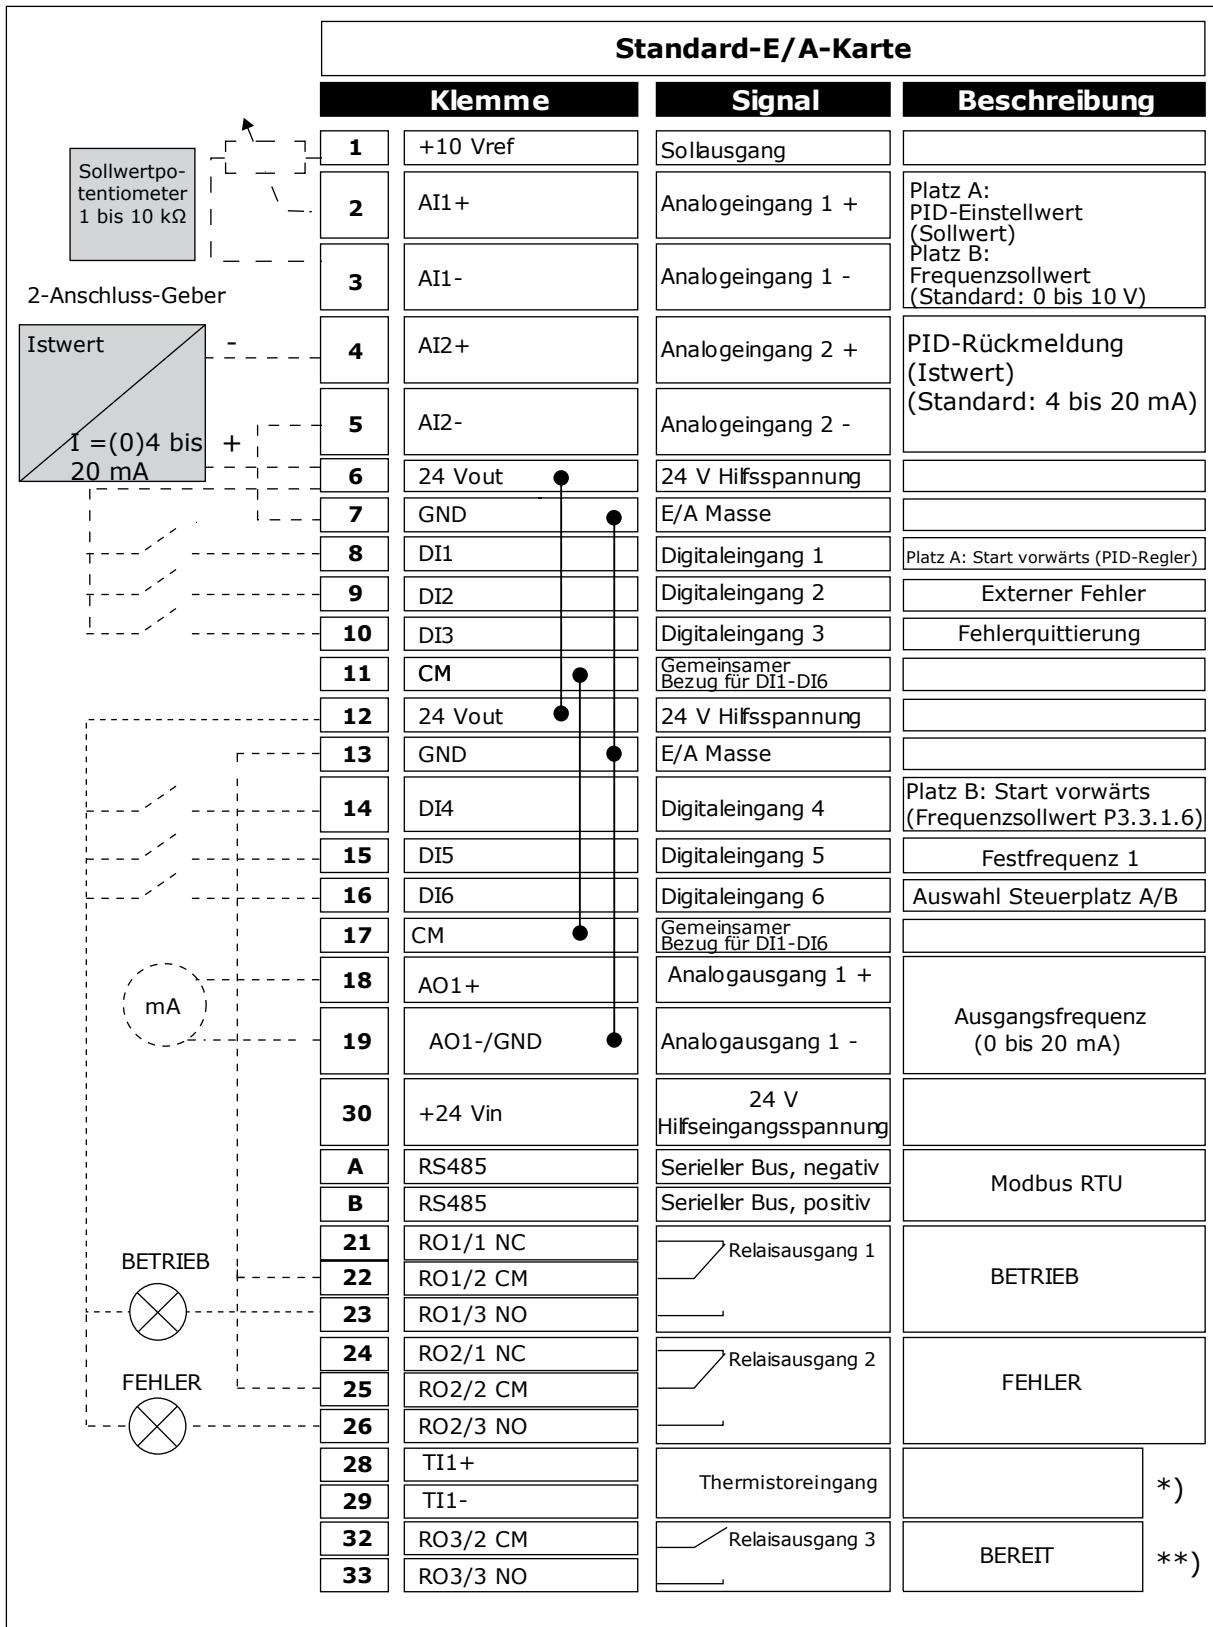 Standard-E/A-Karte
Klemme Signal Beschreibung
Sollwertpo-
tentiometer
1 bis 10 kΩ
1 +10 Vref Sollausgang
2 AI1+ Analogeingang 1 +
3 AI1- Analogeingang 1 -
Platz A:
PID-Einstellwert
(Sollwert)
Platz B:
Frequenzsollwert
(Standard: 0 bis 10 V)
2-Anschluss-Geber
Istwert
-
I =(0)4 bis
20 mA
+
4 AI2+ Analogeingang 2 +
5 AI2- Analogeingang 2 -
PID-Rückmeldung
(Istwert)
(Standard: 4 bis 20 mA)
6 24 Vout 24 V Hilfsspannung
7 GND E/A Masse
8 DI1 Digitaleingang 1 Platz A: Start vorwärts (PID-Regler)
9 DI2 Digitaleingang 2 Externer Fehler
10 DI3 Digitaleingang 3 Fehlerquittierung
11 CM Gemeinsamer
Bezug für DI1-DI6
12 24 Vout 24 V Hilfsspannung
13 GND E/A Masse
14 DI4 Digitaleingang 4 Platz B: Start vorwärts
(Frequenzsollwert P3.3.1.6)
15 DI5 Digitaleingang 5 Festfrequenz 1
16 DI6 Digitaleingang 6 Auswahl Steuerplatz A/B
17 CM Gemeinsamer
Bezug für DI1-DI6
mA
18 AO1+ Analogausgang 1 +
19 AO1-/GND Analogausgang 1 -
Ausgangsfrequenz
(0 bis 20 mA)
30 +24 Vin 24 V
Hilfseingangsspannung
A RS485 Serieller Bus, negativ
B RS485 Serieller Bus, positiv
Modbus RTU
BETRIEB
21 RO1/1 NC Relaisausgang 1
22 RO1/2 CM BETRIEB
23 RO1/3 NO
FEHLER
24 RO2/1 NC Relaisausgang 2
25 RO2/2 CM FEHLER
26 RO2/3 NO
28 TI1+ Thermistoreingang *)
29 TI1-
32 RO3/2 CM Relaisausgang 3 BEREIT **)
33 RO3/3 NO